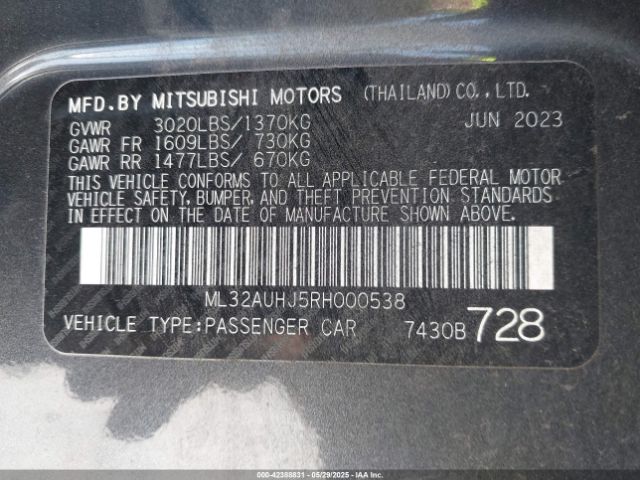 MFD. BY MITSUBISHI MOTORS (THAILAND) CO., LTD.
GVWR 3020LBS/1370KG JUN 2023
GAWR FR 1609LBS/ 730KG
GAWR RR 1477LBS/ 670KG
THIS VEHICLE CONFORMS TO ALL APPLICABLE FEDERAL MOTOR
VEHICLE SAFETY, BUMPER, AND THEFT PREVENTION STANDARDS
IN EFFECT ON THE DATE OF MANUFACTURE SHOWN ABOVE.
ML32AUHJ5RH000538
VEHICLE TYPE:PASSENGER CAR 7430B 728
000-42388831 - 05/29/2025 - IAA Inc.